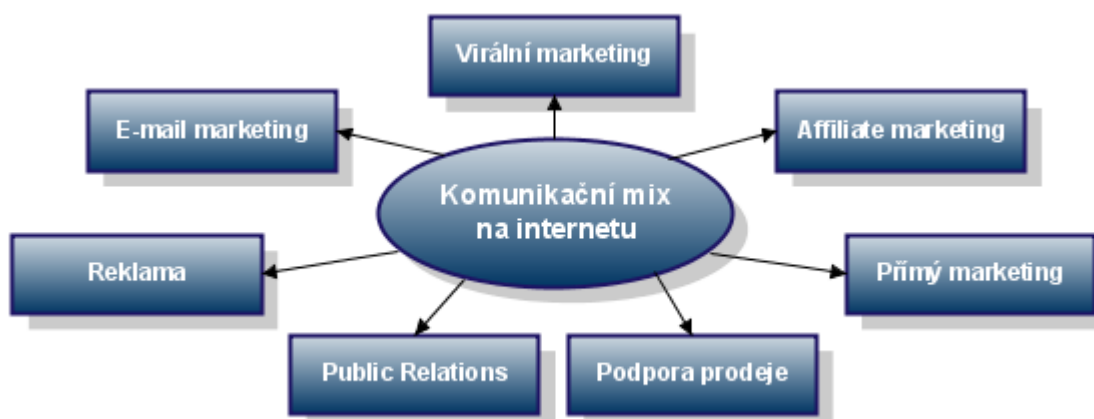 Virální marketing
E-mail marketing
Affiliate marketing
Komunikační mix
na internetu
Reklama
Přímý marketing
Public Relations
Podpora prodeje